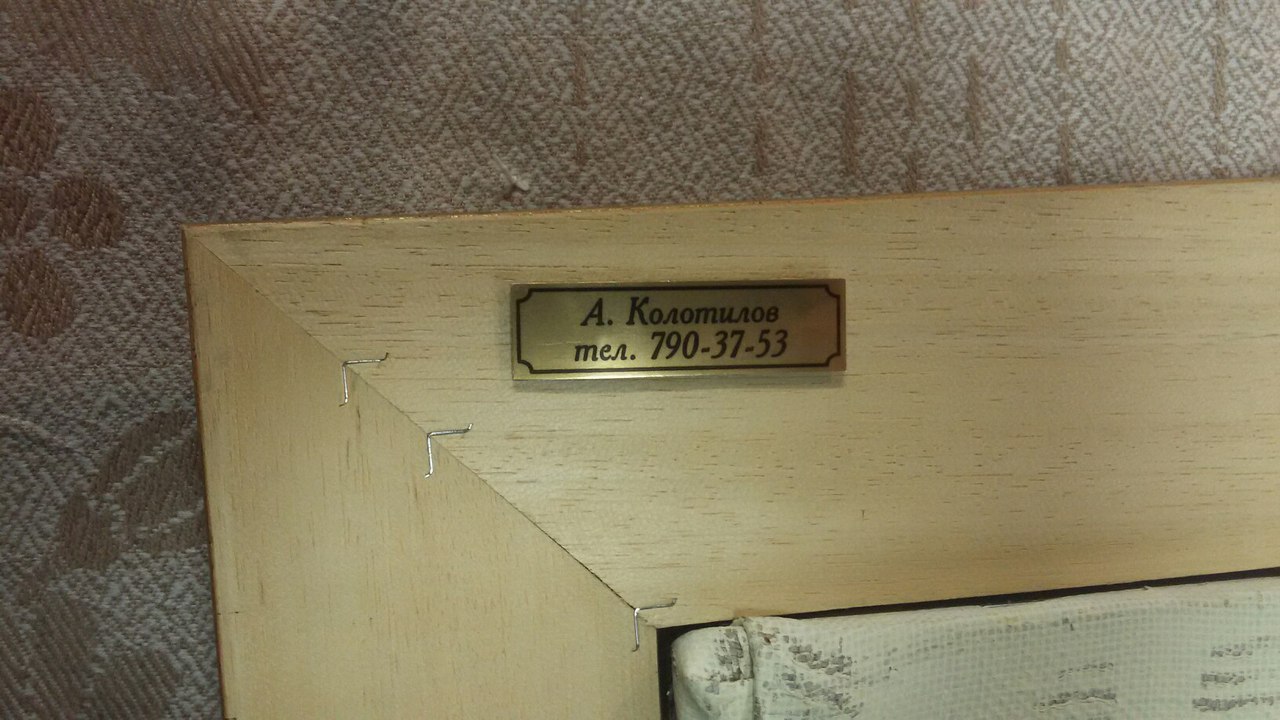 А. Колотилов
тел. 790-37-53